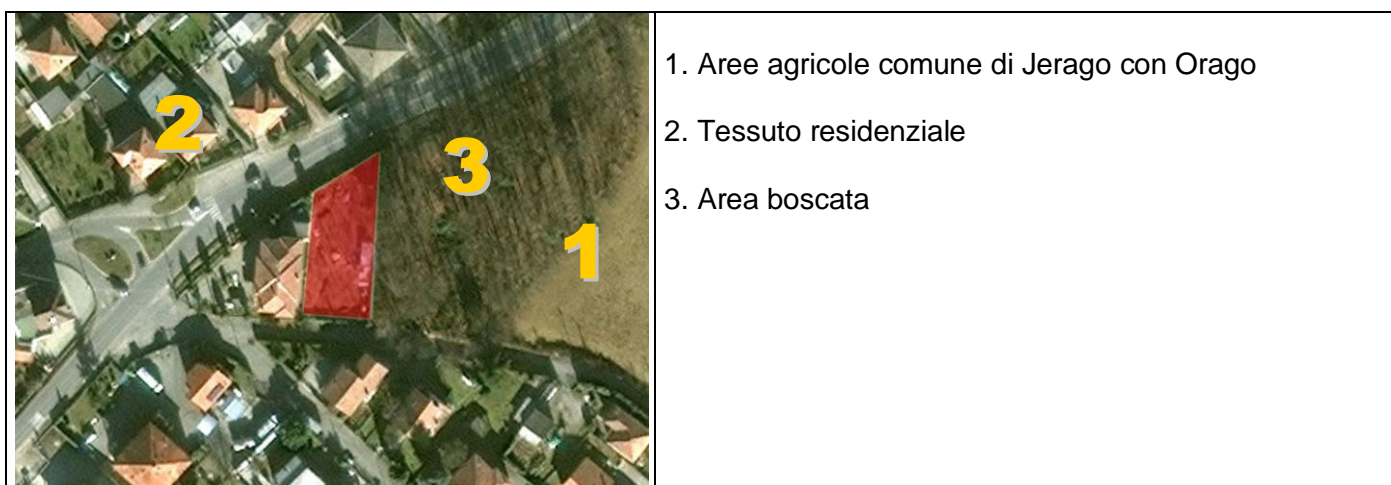 2
3
1
1. Aree agricole comune di Jerago con Orago
2. Tessuto residenziale
3. Area boscata